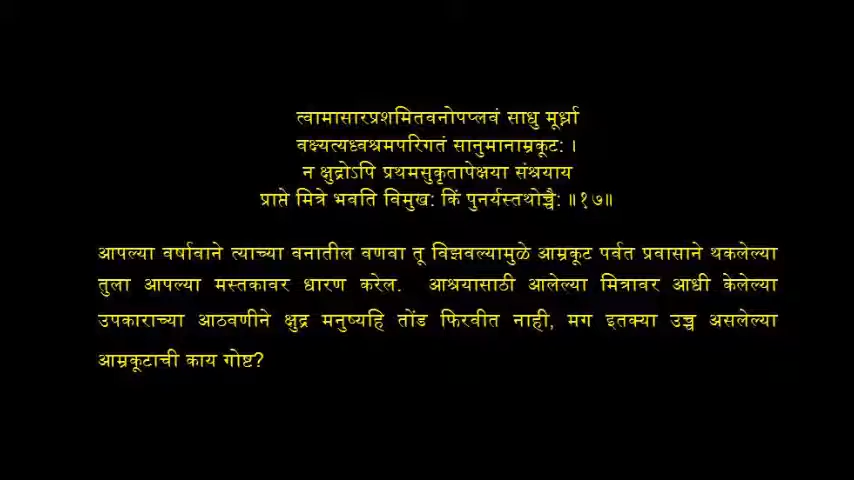 त्वामासारप्रशमितवनोपप्लवं साधु मूर्ध्ना
वक्ष्यत्यध्वश्रमपरिगतं सानुमानाम्रकूट: ।
न क्षुद्रोऽपि प्रथमसुकृतापेक्षया संश्रयाय
प्राप्ते मित्रे भवति विमुख: किं पुनर्यस्तथोच्चै: ॥१७॥
आपल्या वर्षावाने त्याच्या वनातील वणवा तू विझवल्यामुळे आम्रकूट पर्वत प्रवासाने थकलेल्या
तुला आपल्या मस्तकावर धारण करेल. आश्रयासाठी आलेल्या मित्रावर आधी केलेल्या
उपकाराच्या आठवणीने क्षुद्र मनुष्यहि तोंड फिरवीत नाही, मग इतक्या उच्च असलेल्या
आम्रकूटाची काय गोष्ट?